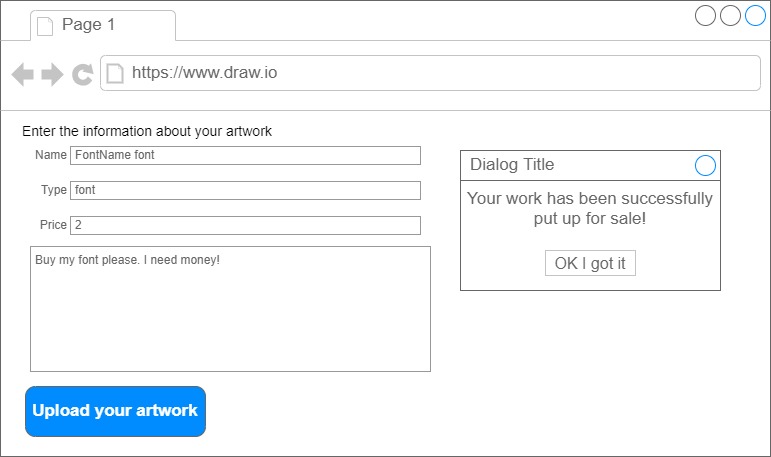 Page 1
https://www.draw.io
Enter the information about your artwork
Name FontName font
Type font
Price 2
Buy my font please. I need money!
Upload your artwork
Dialog Title
Your work has been successfully
put up for sale!
OK I got it